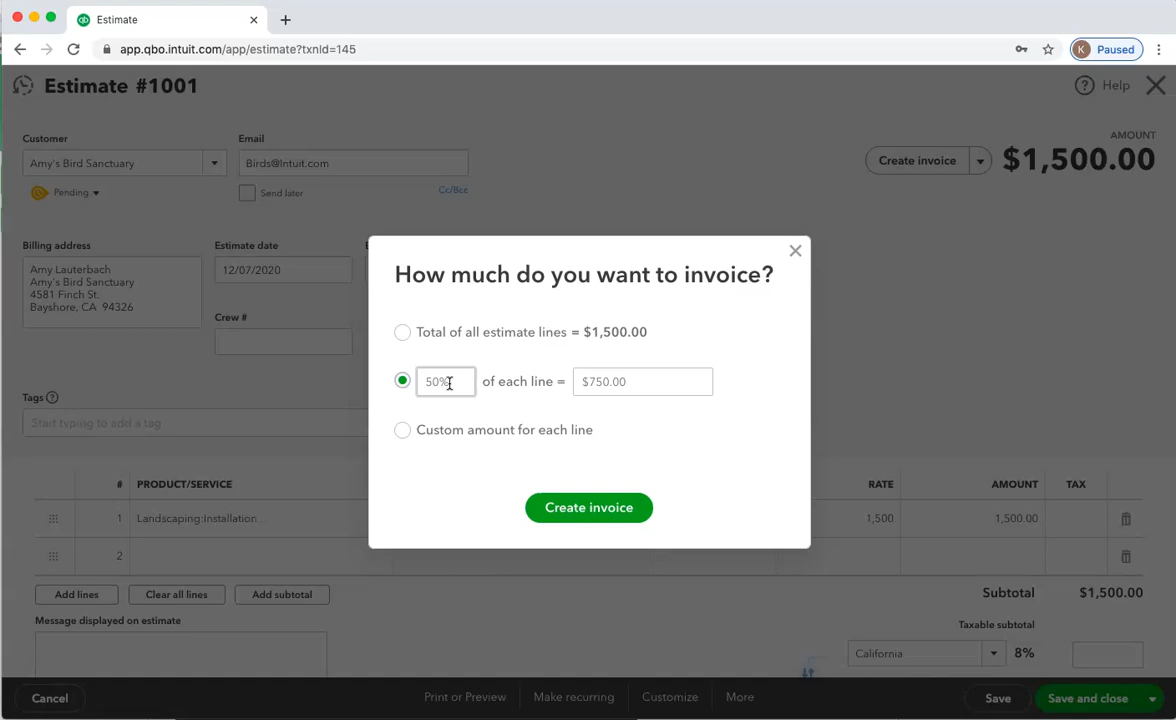 Estimate
app.qbo.intuit.com/app/estimate?txnId=145
K Paused
Estimate #1001
Help
Customer
Email
AMOUNT
Amy's Bird Sanctuary
Birds@Intuit.com
Create invoice
$1,500.00
Pending
Send later
Cc/Bcc
Billing address
Estimate date
Amy Lauterbach
Amy's Bird Sanctuary
4581 Finch St.
Bayshore, CA 94326
12/07/2020
Crew #
How much do you want to invoice?
Total of all estimate lines = $1,500.00
50% of each line = $750.00
Custom amount for each line
Create invoice
Tags
Start typing to add a tag
# PRODUCT/SERVICE RATE AMOUNT TAX
1 Landscaping:Installation... 1,500 1,500.00
2
Add lines Clear all lines Add subtotal
Subtotal $1,500.00
Message displayed on estimate
Taxable subtotal
California 8%
Cancel Print or Preview Make recurring Customize More Save Save and close